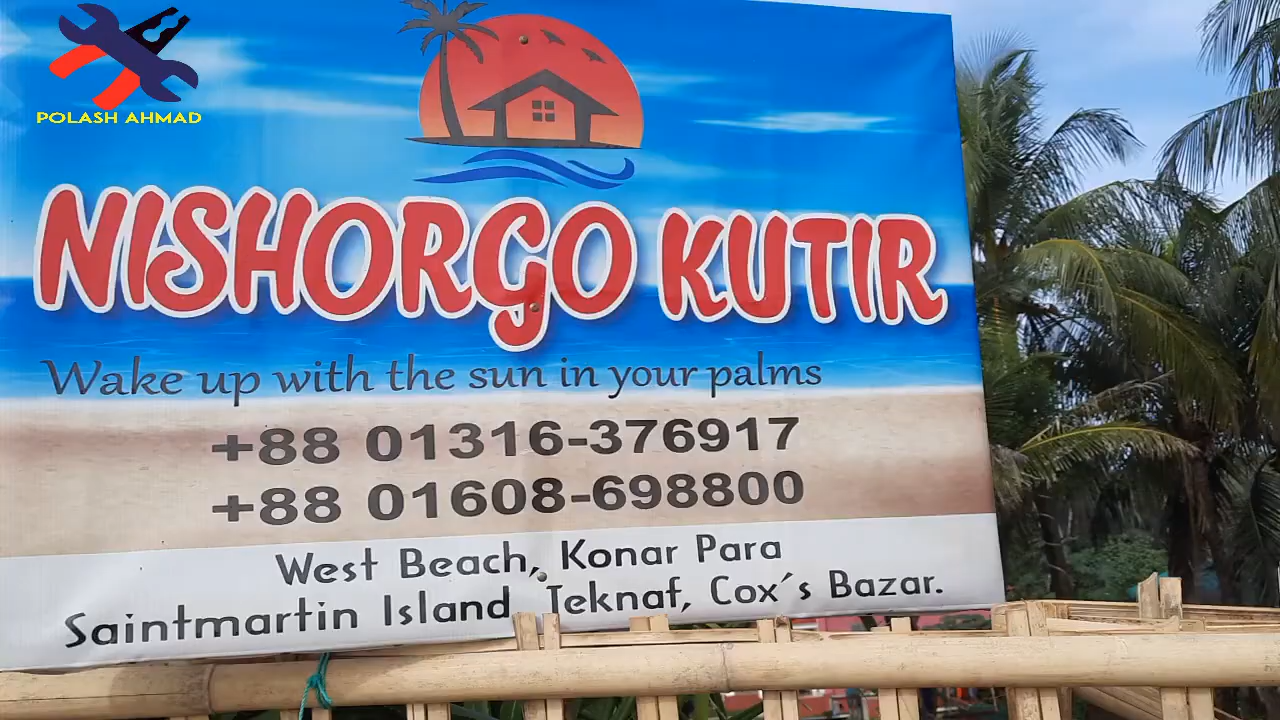 POLASH AHMAD
NISHORGO KUTIR
Wake up with the sun in your palms
+88 01316-376917
+88 01608-698800
West Beach, Konar Para
Saintmartin Island, Teknaf, Cox´s Bazar.